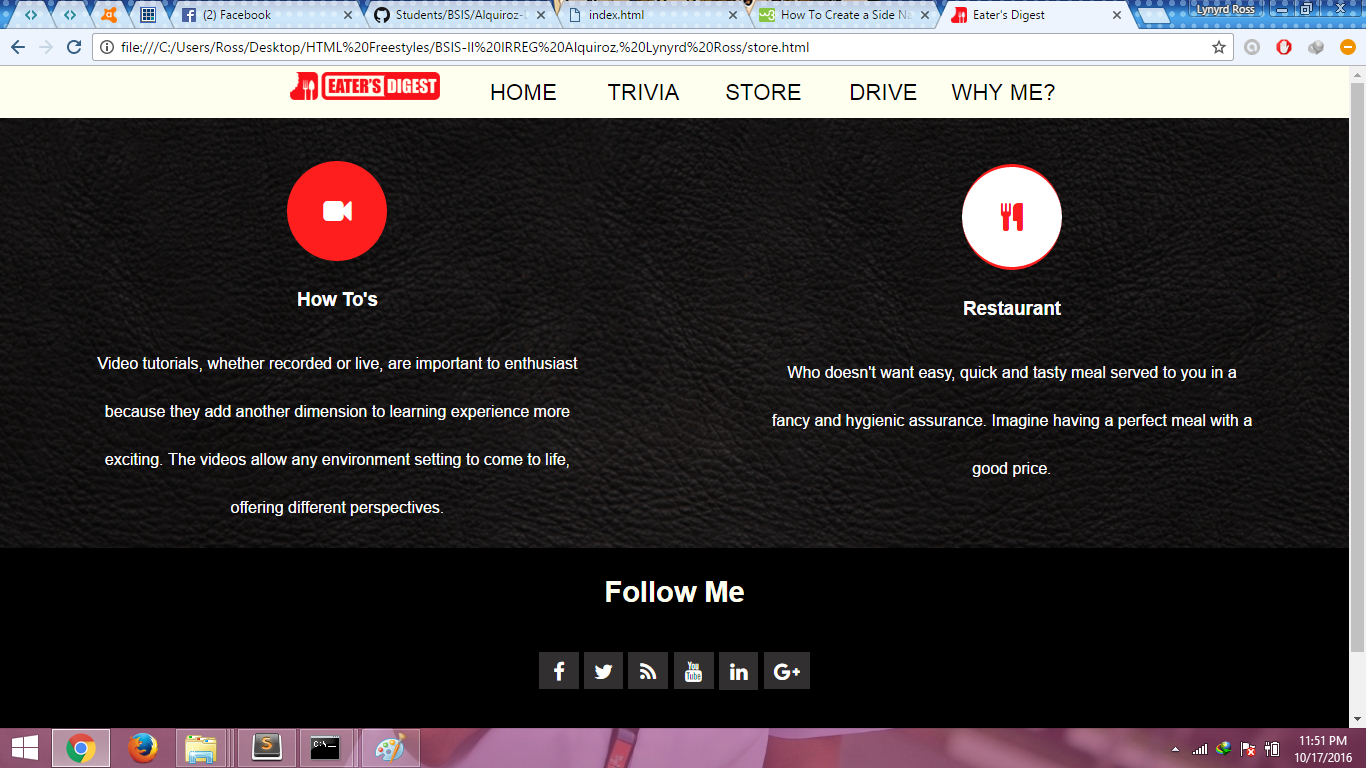 (2) Facebook
Students/BSIS/Alquiroz-
index.html
How To Create a Side Na
Eater's Digest
Lynyrd Ross
file:///C:/Users/Ross/Desktop/HTML%20Freestyles/BSIS-II%20IRREG%20Alquiroz,%20Lynyrd%20Ross/store.html
EATER'S DIGEST
HOME TRIVIA STORE DRIVE WHY ME?
How To's
Video tutorials, whether recorded or live, are important to enthusiast
because they add another dimension to learning experience more
exciting. The videos allow any environment setting to come to life,
offering different perspectives.
Restaurant
Who doesn't want easy, quick and tasty meal served to you in a
fancy and hygienic assurance. Imagine having a perfect meal with a
good price.
Follow Me
You
Tube
11:51 PM
10/17/2016